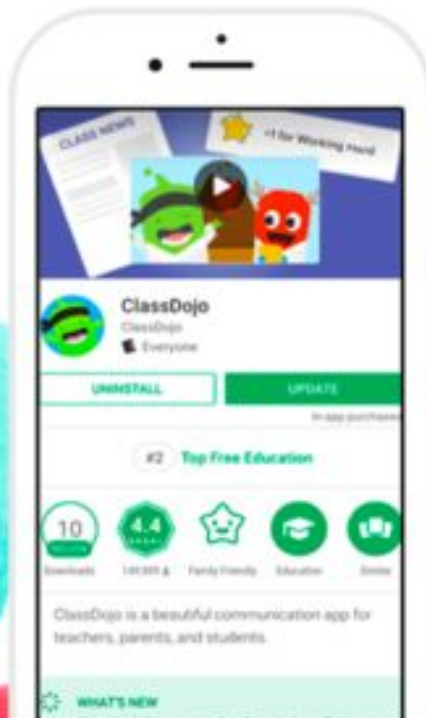 CLASS NEWS
+1 for Working Hard
ClassDojo
ClassDojo
Everyone
UNINSTALL
UPDATE
In-app purchases
#2 Top Free Education
10
MILLION
4.4
Downloads
Family Friendly
Education
Similar
ClassDojo is a beautiful communication app for
teachers, parents, and students.
WHAT'S NEW